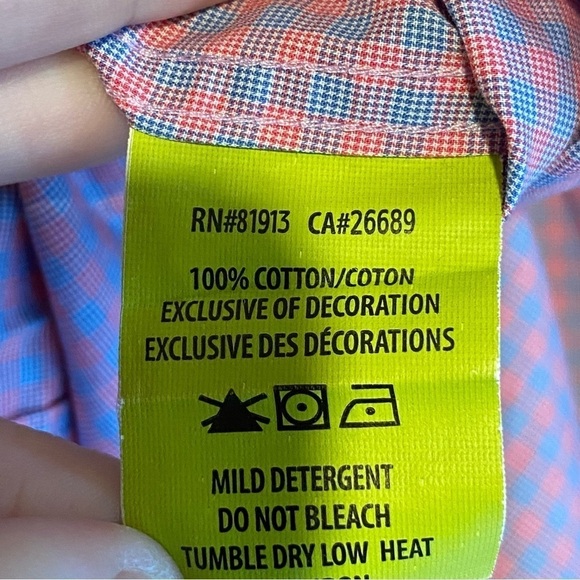 RN#81913 CA#26689
100% COTTON/COTON
EXCLUSIVE OF DECORATION
EXCLUSIVE DES DÉCORATIONS
MILD DETERGENT
DO NOT BLEACH
TUMBLE DRY LOW HEAT